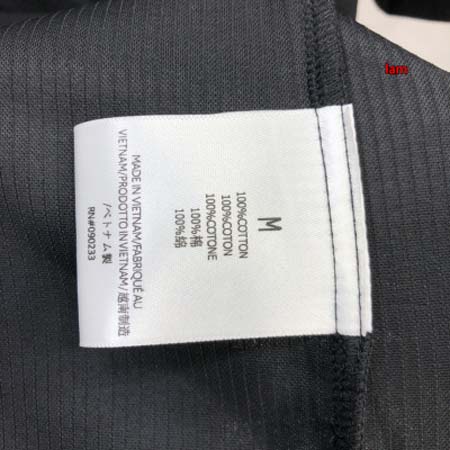 M
100%COTTON
100%COTON
100%COTONE
100%棉
100%綿
MADE IN VIETNAM/FABRIQUÉ AU
VIETNAM/PRODOTTO IN VIETNAM/越南制造
/ベトナム製
RN#090233